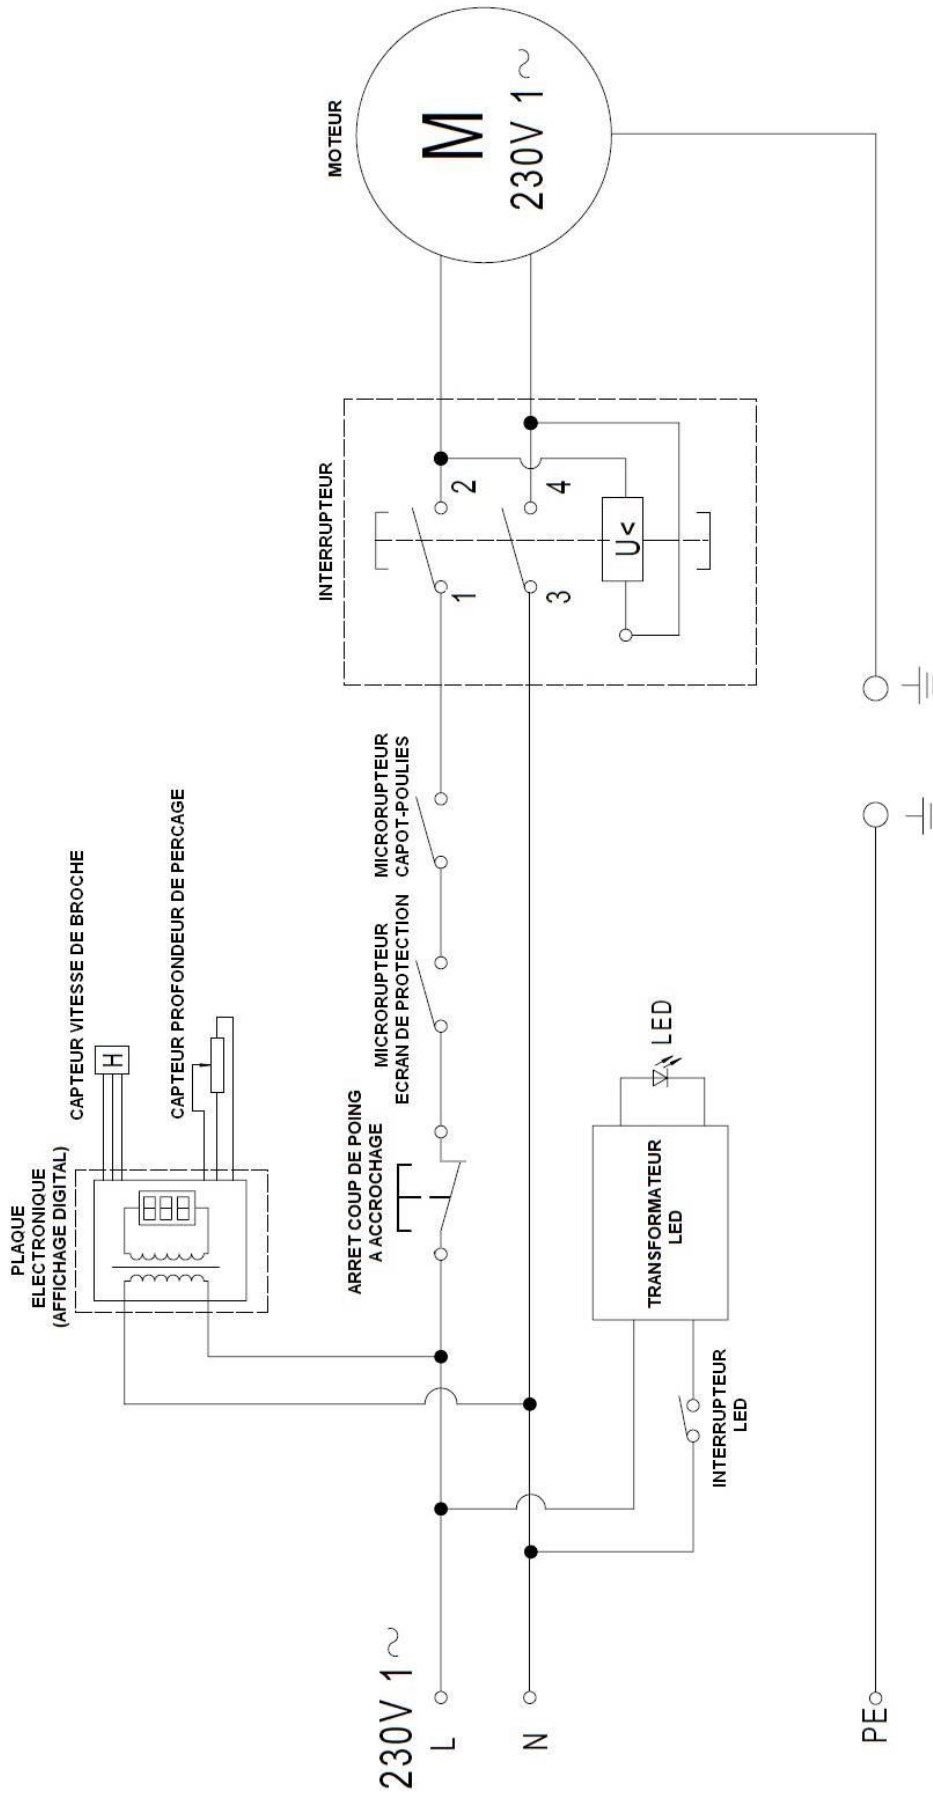 230V 1~
L
N
PE
PLAQUE
ELECTRONIQUE
(AFFICHAGE DIGITAL)
CAPTEUR VITESSE DE BROCHE
H
CAPTEUR PROFONDEUR DE PERCAGE
ARRET COUP DE POING
A ACCROCHAGE
MICRORUPTEUR
ECRAN DE PROTECTION
MICRORUPTEUR
CAPOT-POULIES
INTERRUPTEUR
1
2
3
4
U<
MOTEUR
M
230V 1~
INTERRUPTEUR
LED
TRANSFORMATEUR
LED
LED